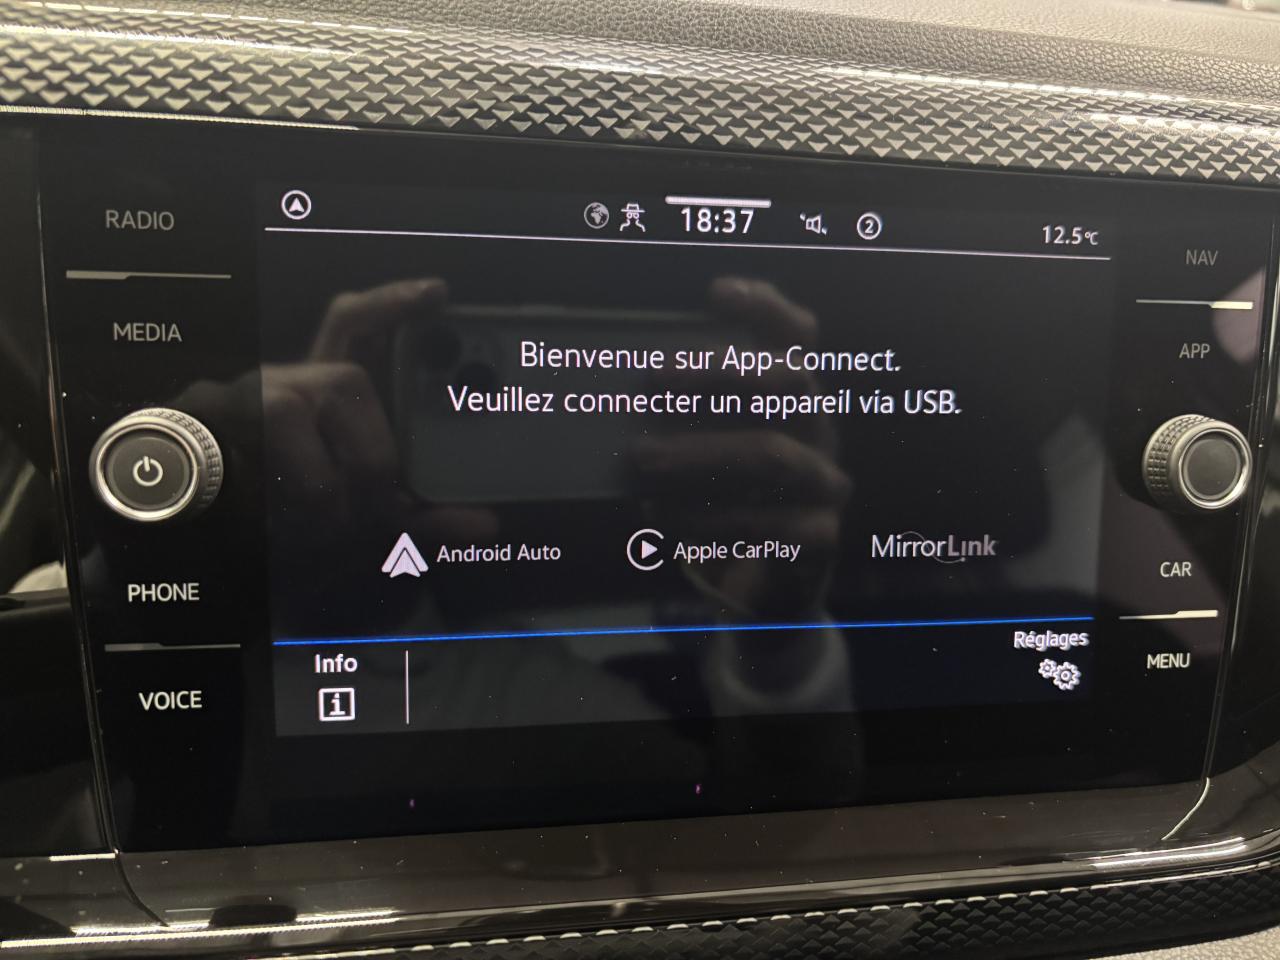 RADIO
MEDIA
PHONE
VOICE
18:37
2
12.5°C
Bienvenue sur App-Connect.
Veuillez connecter un appareil via USB.
Android Auto
Apple CarPlay
MirrorLink
Info
i
Réglages
NAV
APP
CAR
MENU